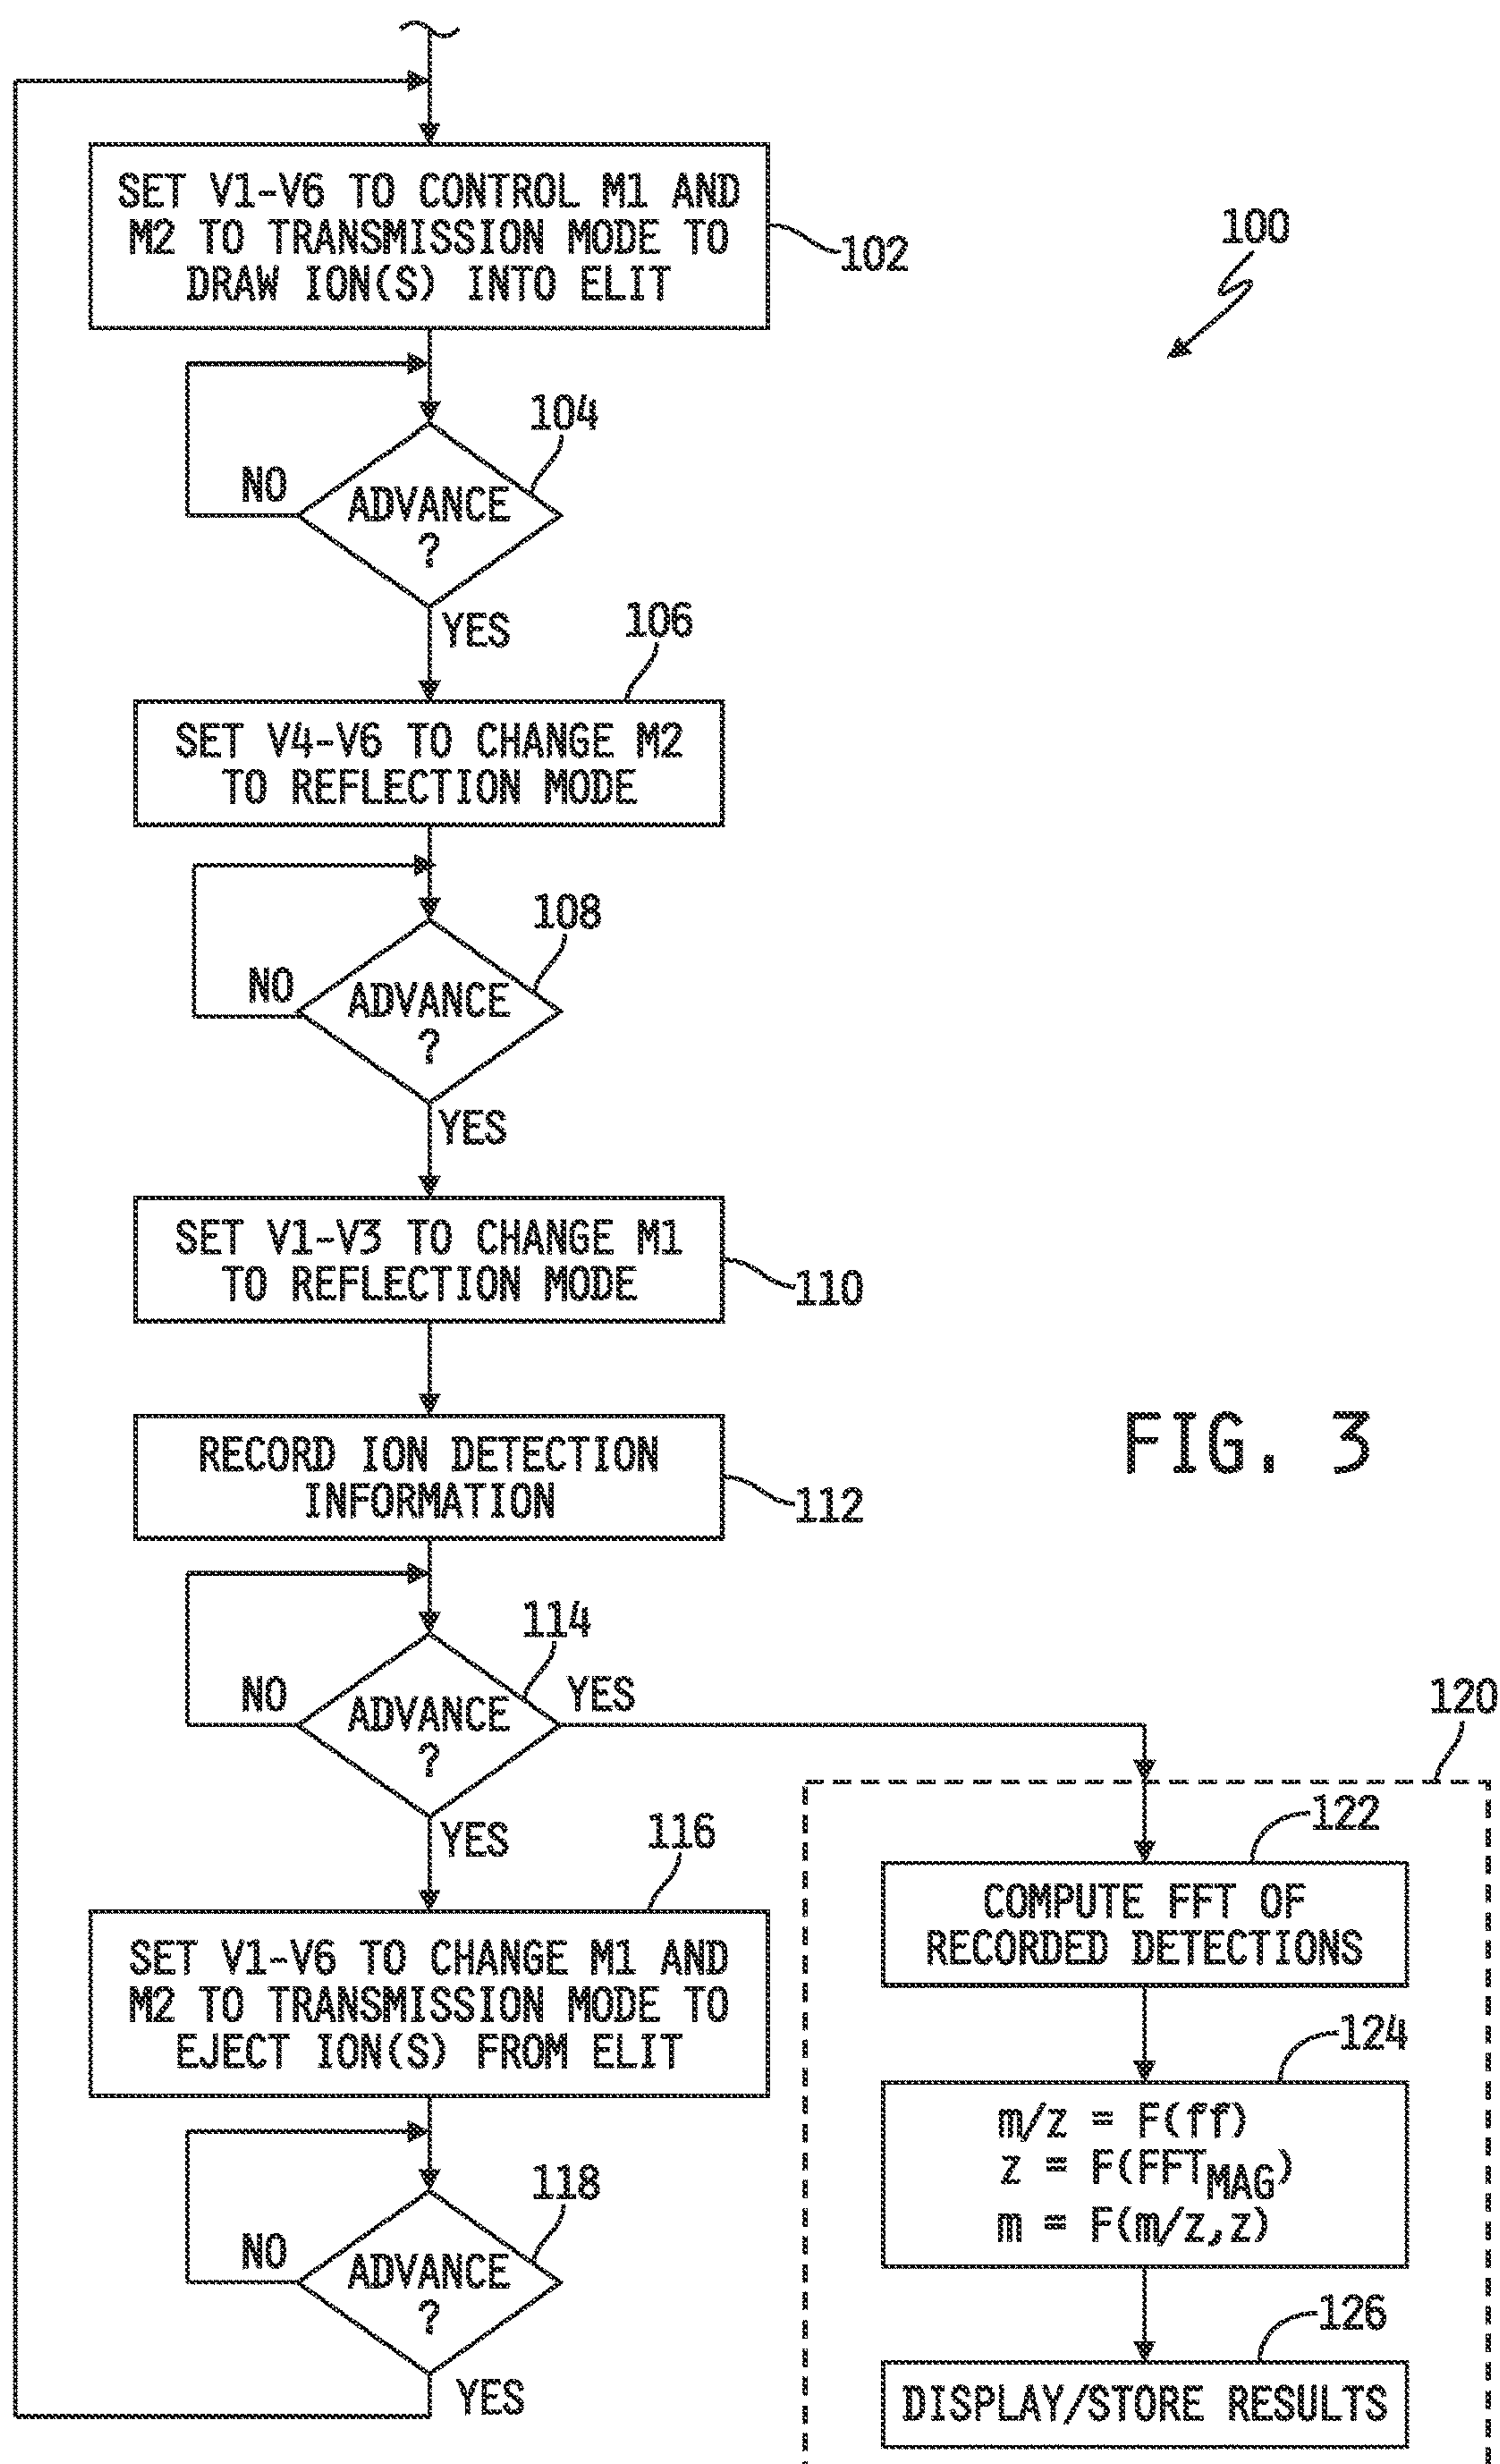 SET V1-V6 TO CONTROL M1 AND
M2 TO TRANSMISSION MODE TO
DRAW ION(S) INTO ELIT
102
100
104
NO
ADVANCE
?
YES
106
SET V4-V6 TO CHANGE M2
TO REFLECTION MODE
108
NO
ADVANCE
?
YES
SET V1-V3 TO CHANGE M1
TO REFLECTION MODE
110
RECORD ION DETECTION
INFORMATION
112
FIG. 3
114
NO
ADVANCE
?
YES
YES
116
SET V1-V6 TO CHANGE M1 AND
M2 TO TRANSMISSION MODE TO
EJECT ION(S) FROM ELIT
118
NO
ADVANCE
?
YES
120
122
COMPUTE FFT OF
RECORDED DETECTIONS
124
m/z = F(ff)
z = F(FFT_MAG)
m = F(m/z,z)
126
DISPLAY/STORE RESULTS